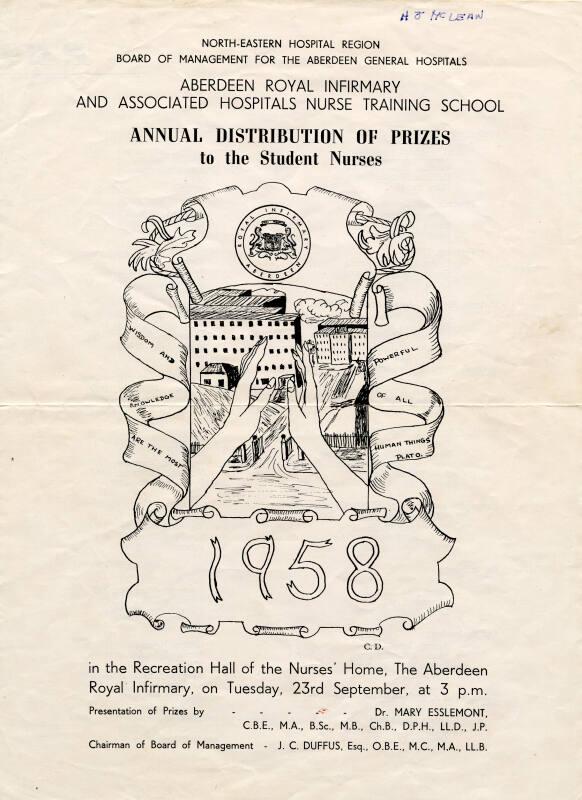 A J McLEAN
NORTH-EASTERN HOSPITAL REGION
BOARD OF MANAGEMENT FOR THE ABERDEEN GENERAL HOSPITALS
ABERDEEN ROYAL INFIRMARY
AND ASSOCIATED HOSPITALS NURSE TRAINING SCHOOL
ANNUAL DISTRIBUTION OF PRIZES
to the Student Nurses
ROYAL INFIRMARY
ABERDEEN
WISDOM AND
KNOWLEDGE
ARE THE MOST
POWERFUL
OF ALL
HUMAN THINGS
PLATO.
1958
C.D.
in the Recreation Hall of the Nurses' Home, The Aberdeen
Royal Infirmary, on Tuesday, 23rd September, at 3 p.m.
Presentation of Prizes by - - - - Dr. MARY ESSLEMONT,
C.B.E., M.A., B.Sc., M.B., Ch.B., D.P.H., LL.D., J.P.
Chairman of Board of Management - J. C. DUFFUS, Esq., O.B.E., M.C., M.A., LL.B.